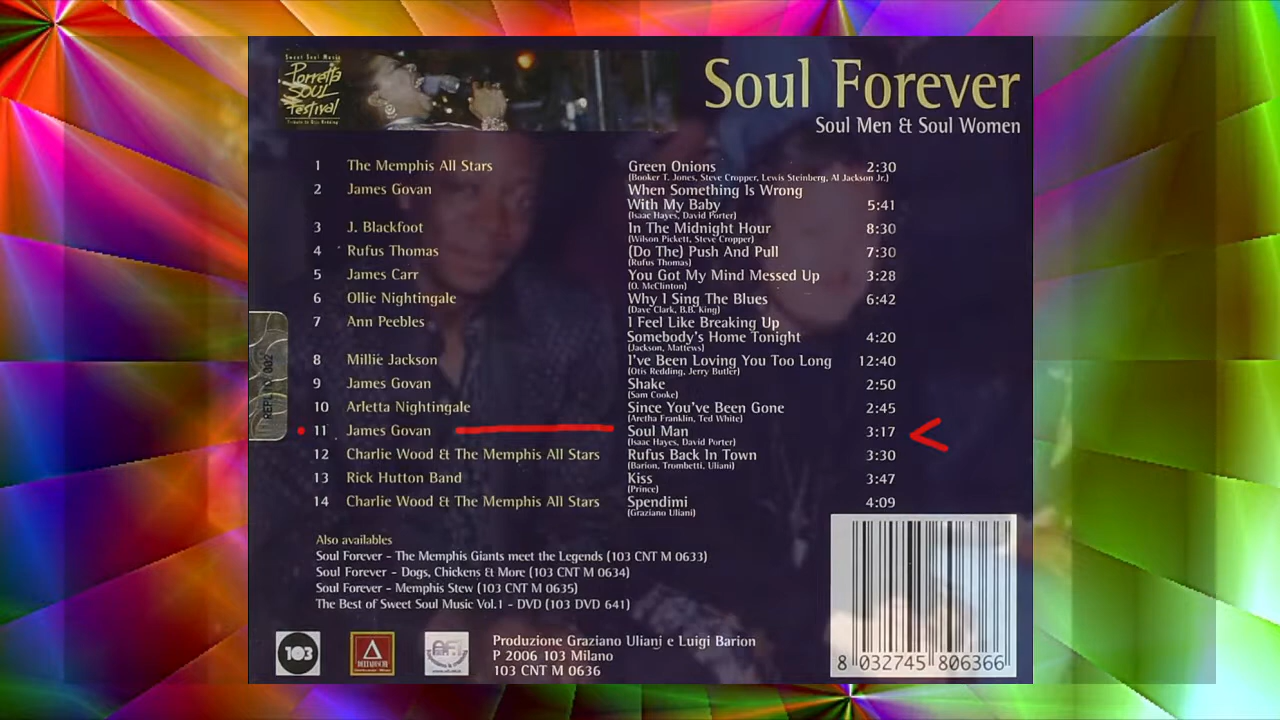 Sweet Soul Music
Porretta
SOUL
Festival
Tribute to Otis Redding
Soul Forever
Soul Men & Soul Women
1 The Memphis All Stars Green Onions 2:30
(Booker T. Jones, Steve Cropper, Lewis Steinberg, Al Jackson Jr.)
2 James Govan When Something Is Wrong
With My Baby 5:41
(Isaac Hayes, David Porter)
3 J. Blackfoot In The Midnight Hour 8:30
(Wilson Pickett, Steve Cropper)
4 Rufus Thomas (Do The) Push And Pull 7:30
(Rufus Thomas)
5 James Carr You Got My Mind Messed Up 3:28
(O. McClinton)
6 Ollie Nightingale Why I Sing The Blues 6:42
(Dave Clark, B.B. King)
7 Ann Peebles I Feel Like Breaking Up
Somebody's Home Tonight 4:20
(Jackson, Mattews)
8 Millie Jackson I've Been Loving You Too Long 12:40
(Otis Redding, Jerry Butler)
9 James Govan Shake 2:50
(Sam Cooke)
10 Arletta Nightingale Since You've Been Gone 2:45
(Aretha Franklin, Ted White)
11 James Govan Soul Man 3:17
(Isaac Hayes, David Porter)
12 Charlie Wood & The Memphis All Stars Rufus Back In Town 3:30
(Barion, Trombetti, Uliani)
13 Rick Hutton Band Kiss 3:47
(Prince)
14 Charlie Wood & The Memphis All Stars Spendimi 4:09
(Graziano Uliani)
Also availables
Soul Forever - The Memphis Giants meet the Legends (103 CNT M 0633)
Soul Forever - Dogs, Chickens & More (103 CNT M 0634)
Soul Forever - Memphis Stew (103 CNT M 0635)
The Best of Sweet Soul Music Vol.1 - DVD (103 DVD 641)
103
Produzione Graziano Uliani e Luigi Barion
P 2006 103 Milano
103 CNT M 0636
8 032745 806366